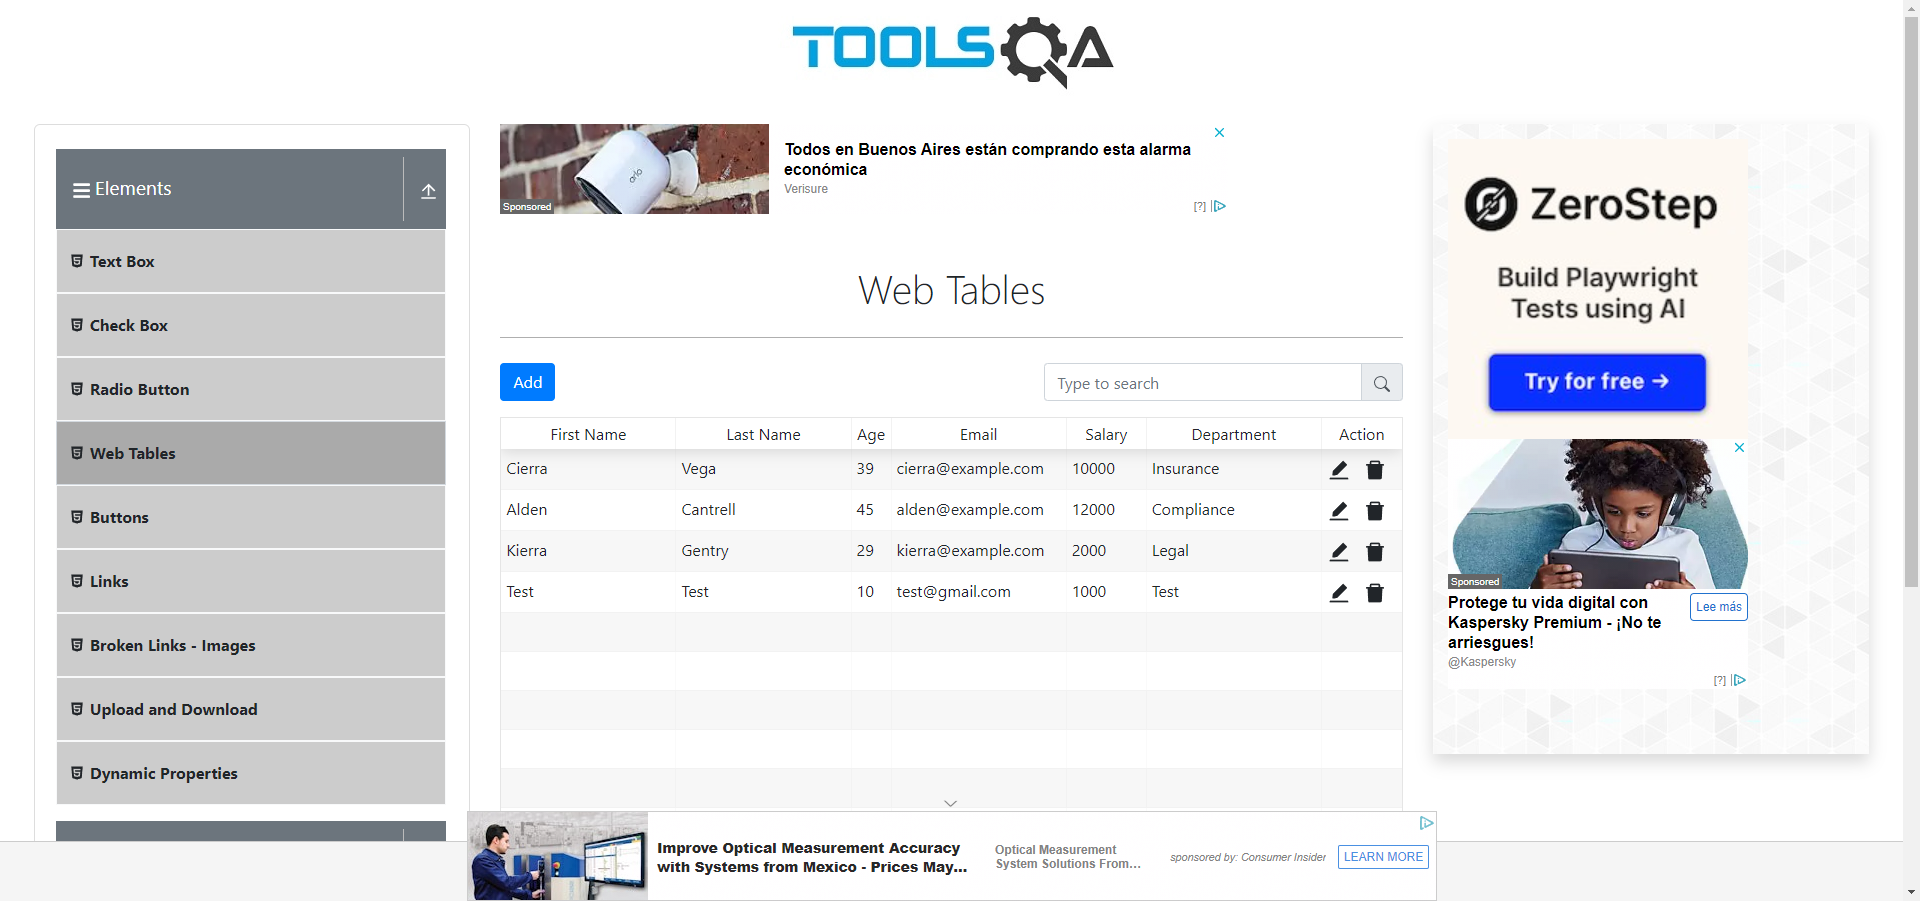 TOOLSQA
Elements
Text Box
Check Box
Radio Button
Web Tables
Buttons
Links
Broken Links - Images
Upload and Download
Dynamic Properties
arlo
Sponsored
Todos en Buenos Aires están comprando esta alarma
económica
Verisure
[?]
Web Tables
Add
Type to search
First Name Last Name Age Email Salary Department Action
Cierra Vega 39 cierra@example.com 10000 Insurance
Alden Cantrell 45 alden@example.com 12000 Compliance
Kierra Gentry 29 kierra@example.com 2000 Legal
Test Test 10 test@gmail.com 1000 Test
ZeroStep
Build Playwright
Tests using AI
Try for free →
Sponsored
Protege tu vida digital con
Kaspersky Premium - ¡No te
arriesgues!
@Kaspersky
Lee más
[?]
Improve Optical Measurement Accuracy
with Systems from Mexico - Prices May...
Optical Measurement
System Solutions From...
sponsored by: Consumer Insider
LEARN MORE